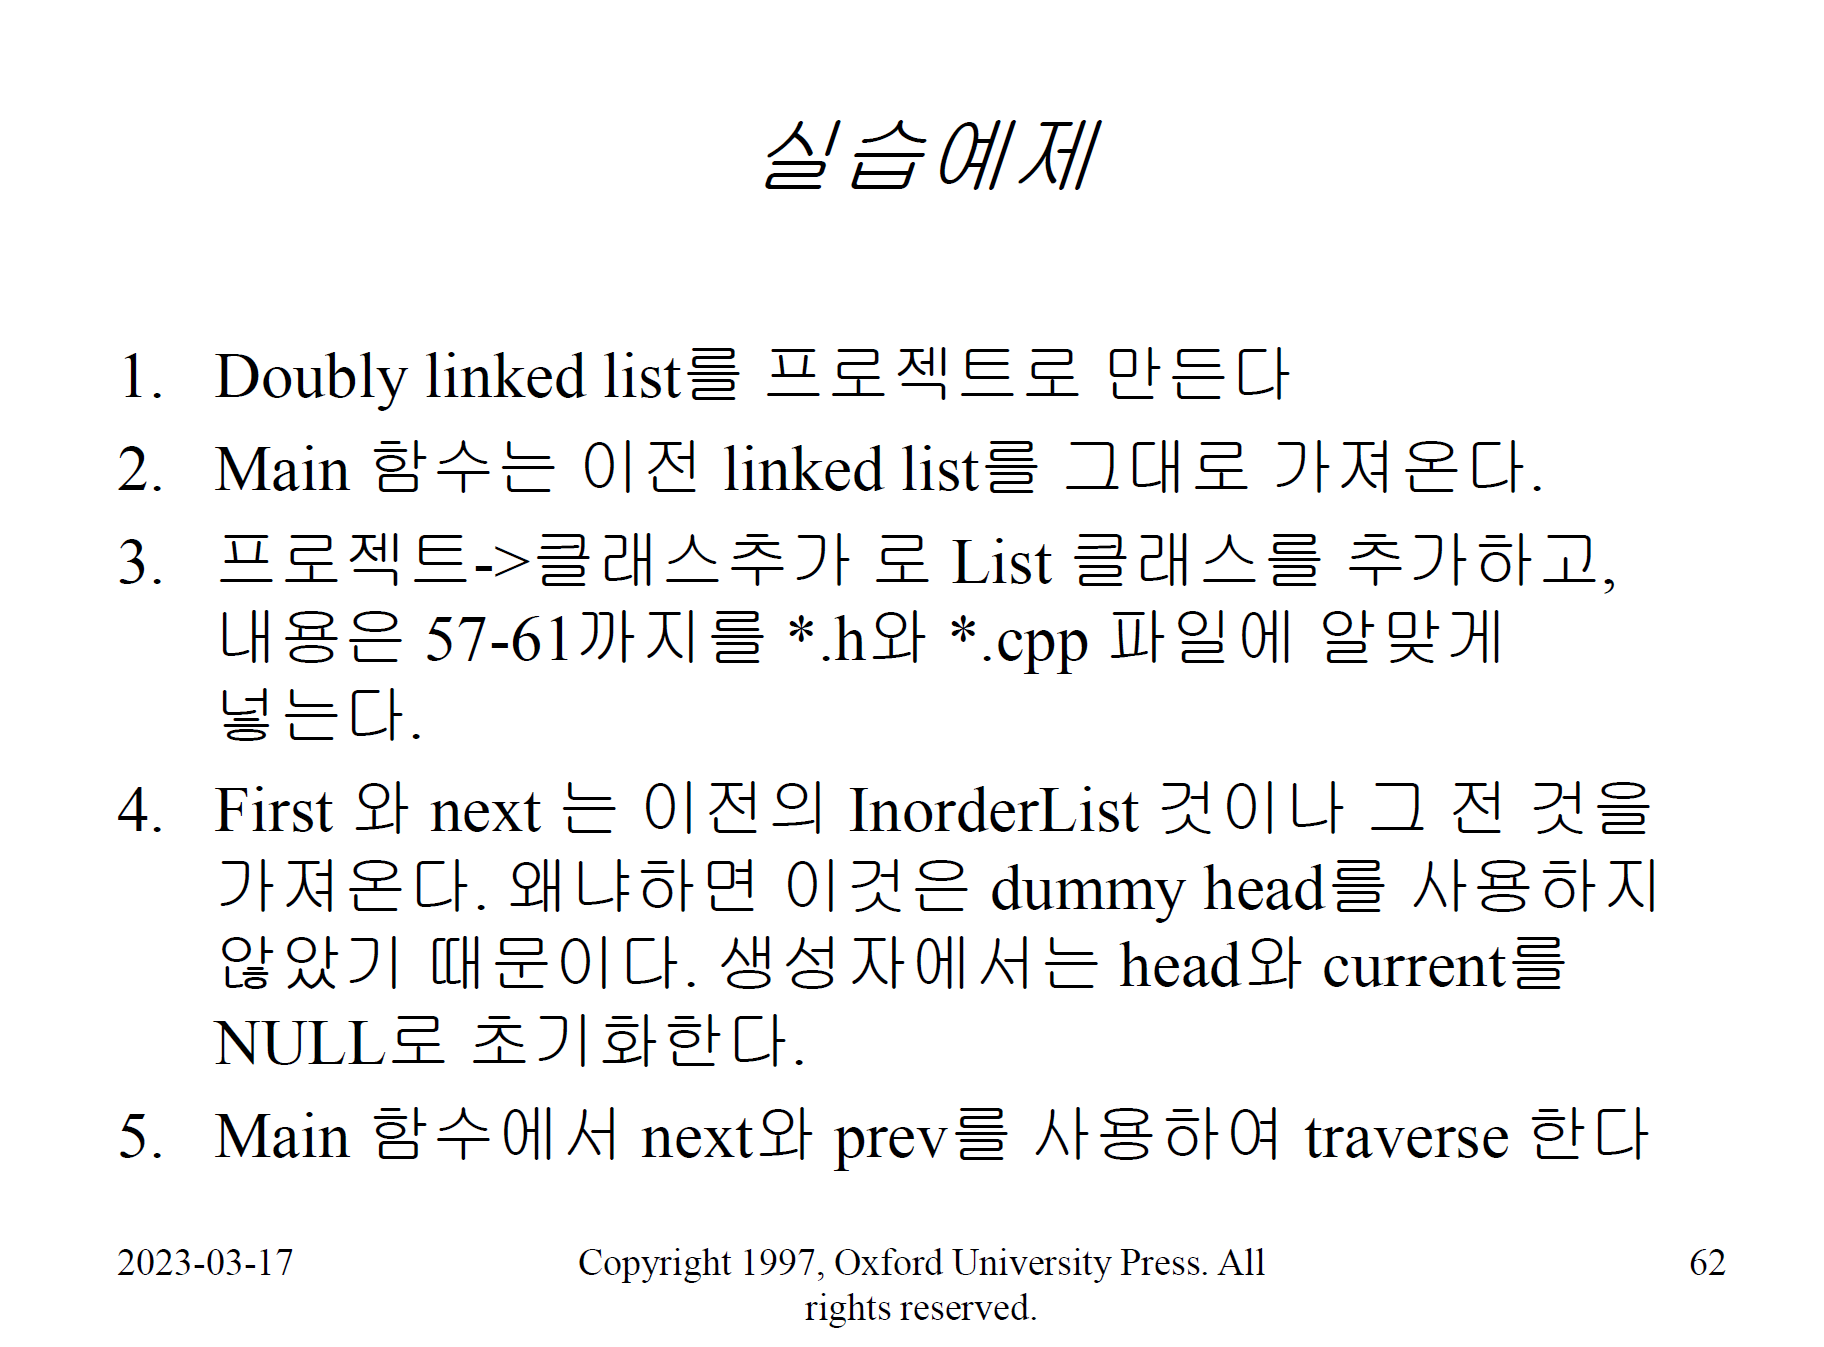 실습예제
1. Doubly linked list를 프로젝트로 만든다
2. Main 함수는 이전 linked list를 그대로 가져온다.
3. 프로젝트->클래스추가 로 List 클래스를 추가하고,
내용은 57-61까지를 *.h와 *.cpp 파일에 알맞게
넣는다.
4. First 와 next 는 이전의 InorderList 것이나 그 전 것을
가져온다. 왜냐하면 이것은 dummy head를 사용하지
않았기 때문이다. 생성자에서는 head와 current를
NULL로 초기화한다.
5. Main 함수에서 next와 prev를 사용하여 traverse 한다
2023-03-17
Copyright 1997, Oxford University Press. All
rights reserved.
62